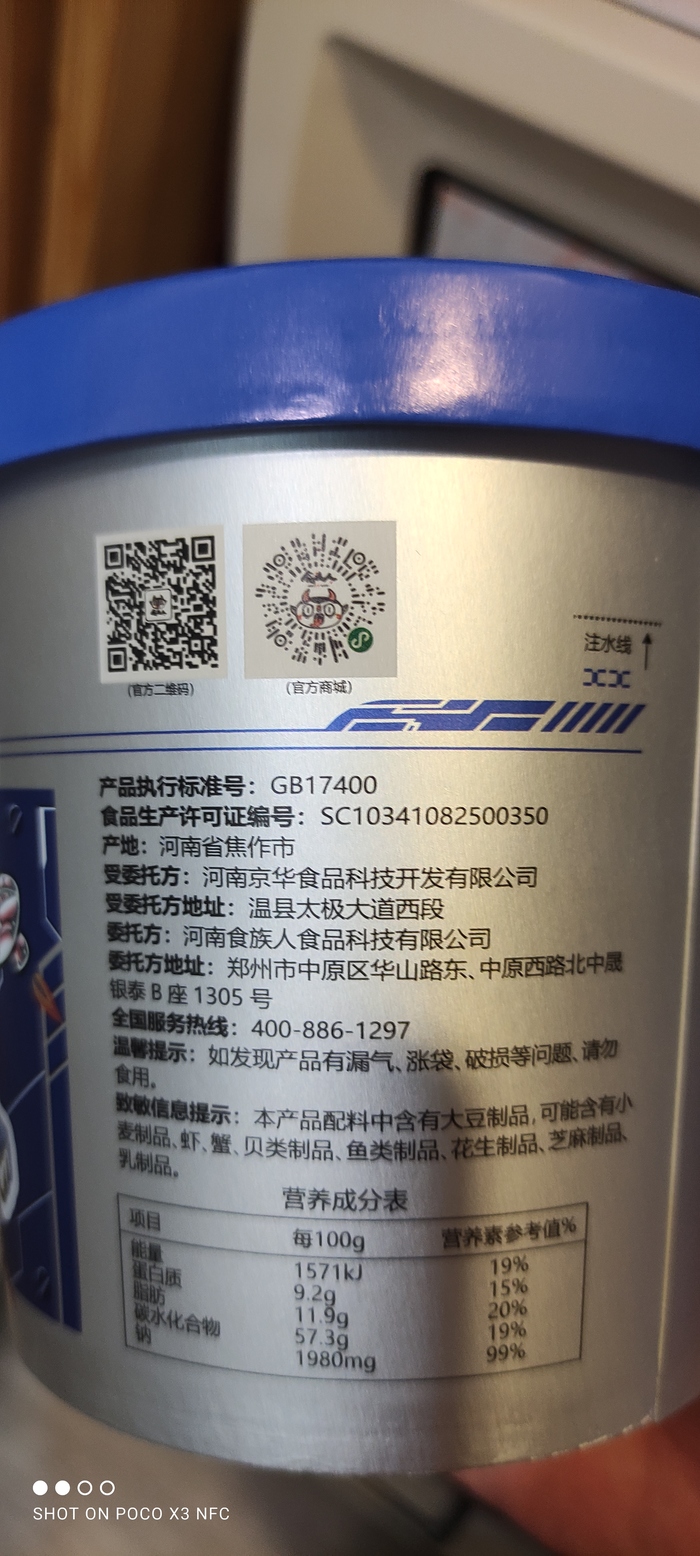 (官方二维码)
(官方商城)
注水线
产品执行标准号：GB17400
食品生产许可证编号：SC10341082500350
产地：河南省焦作市
受委托方：河南京华食品科技开发有限公司
受委托方地址：温县太极大道西段
委托方：河南食族人食品科技有限公司
委托方地址：郑州市中原区华山路东、中原西路北中晟
银泰 B 座 1305 号
全国服务热线：400-886-1297
温馨提示：如发现产品有漏气、涨袋、破损等问题、请勿
食用。
致敏信息提示：本产品配料中含有大豆制品，可能含有小
麦制品、虾、蟹、贝类制品、鱼类制品、花生制品、芝麻制品、
乳制品。
营养成分表
项目 每100g 营养素参考值%
能量 1571kJ 19%
蛋白质 9.2g 15%
脂肪 11.9g 20%
碳水化合物 57.3g 19%
钠 1980mg 99%
SHOT ON POCO X3 NFC